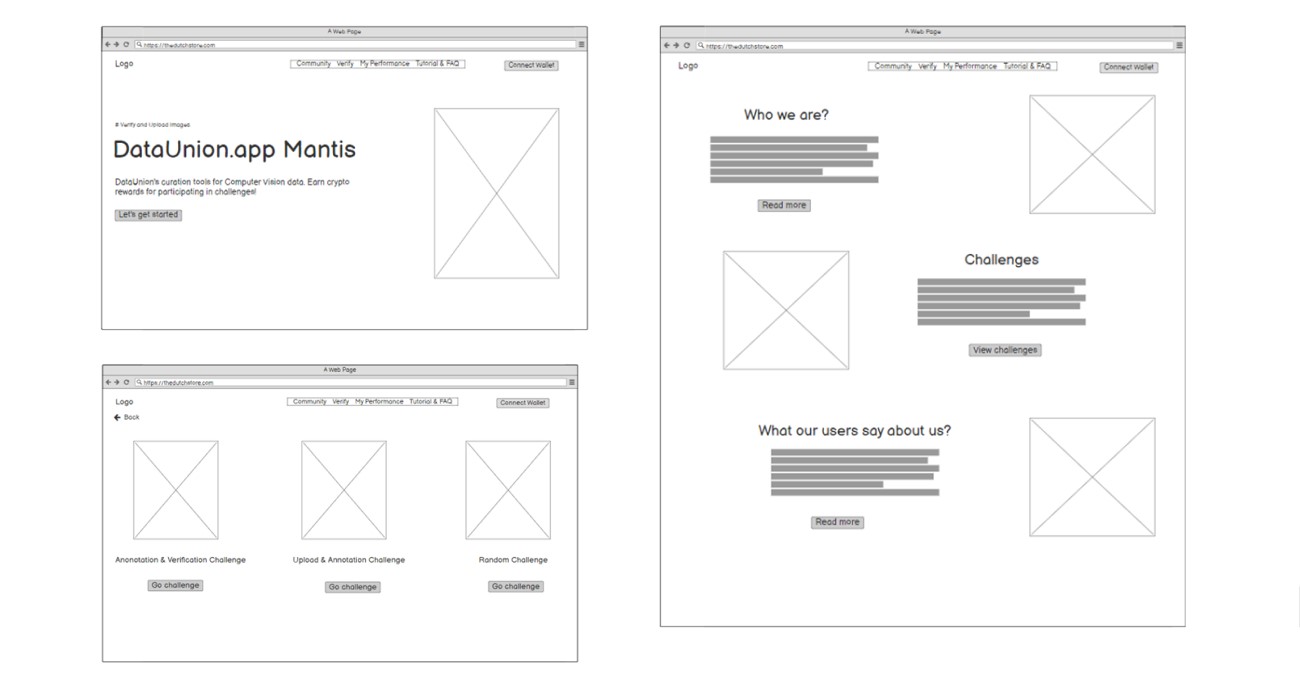 A Web Page
https://thedutchstore.com
Logo
Community Verify My Performance Tutorial & FAQ
Connect Wallet
# Verify and Upload Images
DataUnion.app Mantis
DataUnion's curation tools for Computer Vision data. Earn crypto
rewards for participating in challenges!
Let's get started
A Web Page
https://thedutchstore.com
Logo
Community Verify My Performance Tutorial & FAQ
Connect Wallet
Back
Anonotation & Verification Challenge
Upload & Annotation Challenge
Random Challenge
Go challenge
Go challenge
Go challenge
A Web Page
https://thedutchstore.com
Logo
Community Verify My Performance Tutorial & FAQ
Connect Wallet
Who we are?
Read more
Challenges
View challenges
What our users say about us?
Read more